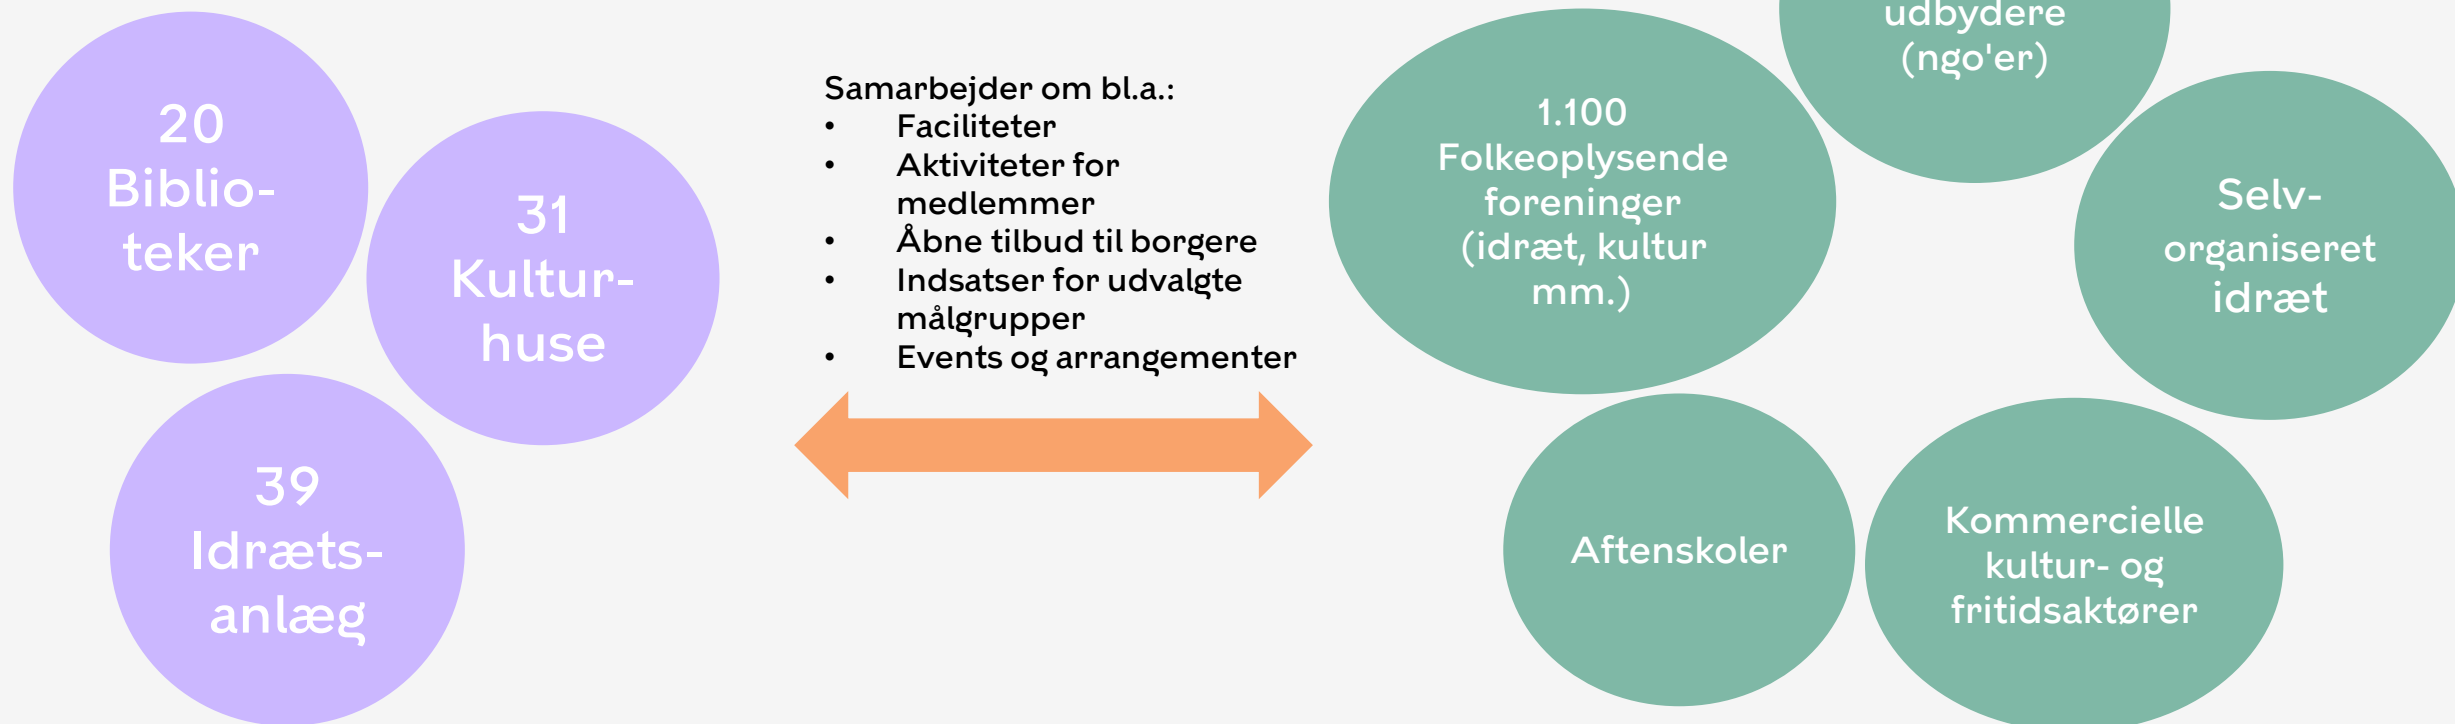 20
Biblio-
teker
31
Kultur-
huse
39
Idræts-
anlæg
Samarbejder om bl.a.:
• Faciliteter
• Aktiviteter for
medlemmer
• Åbne tilbud til borgere
• Indsatser for udvalgte
målgrupper
• Events og arrangementer
1.100
Folkeoplysende
foreninger
(idræt, kultur
mm.)
udbydere
(ngo'er)
Selv-
organiseret
idræt
Aftenskoler
Kommercielle
kultur- og
fritidsaktører